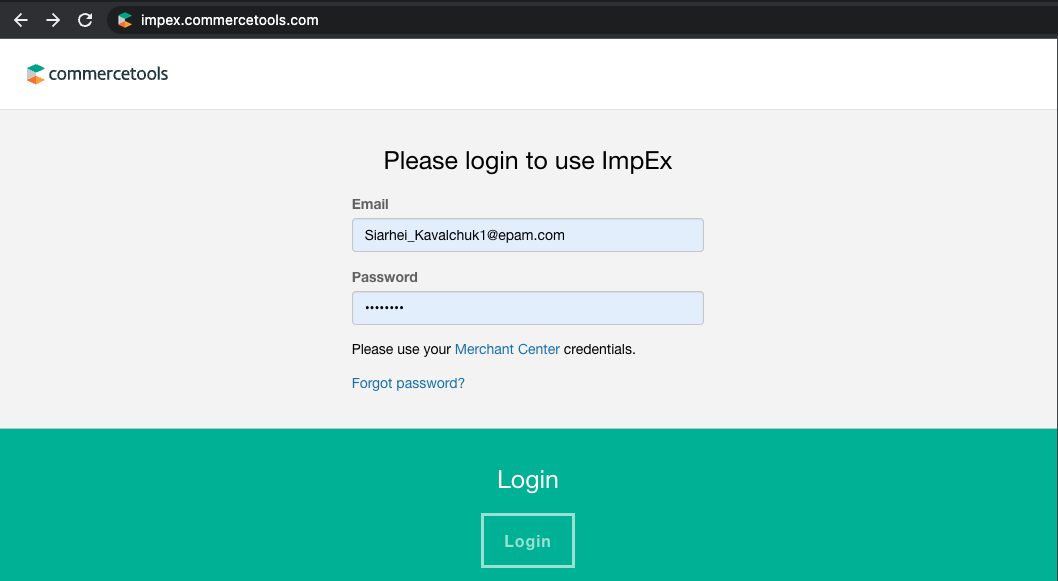 impex.commercetools.com
commercetools
Please login to use ImpEx
Email
Siarhei_Kavalchuk1@epam.com
Password
••••••••
Please use your Merchant Center credentials.
Forgot password?
Login
Login